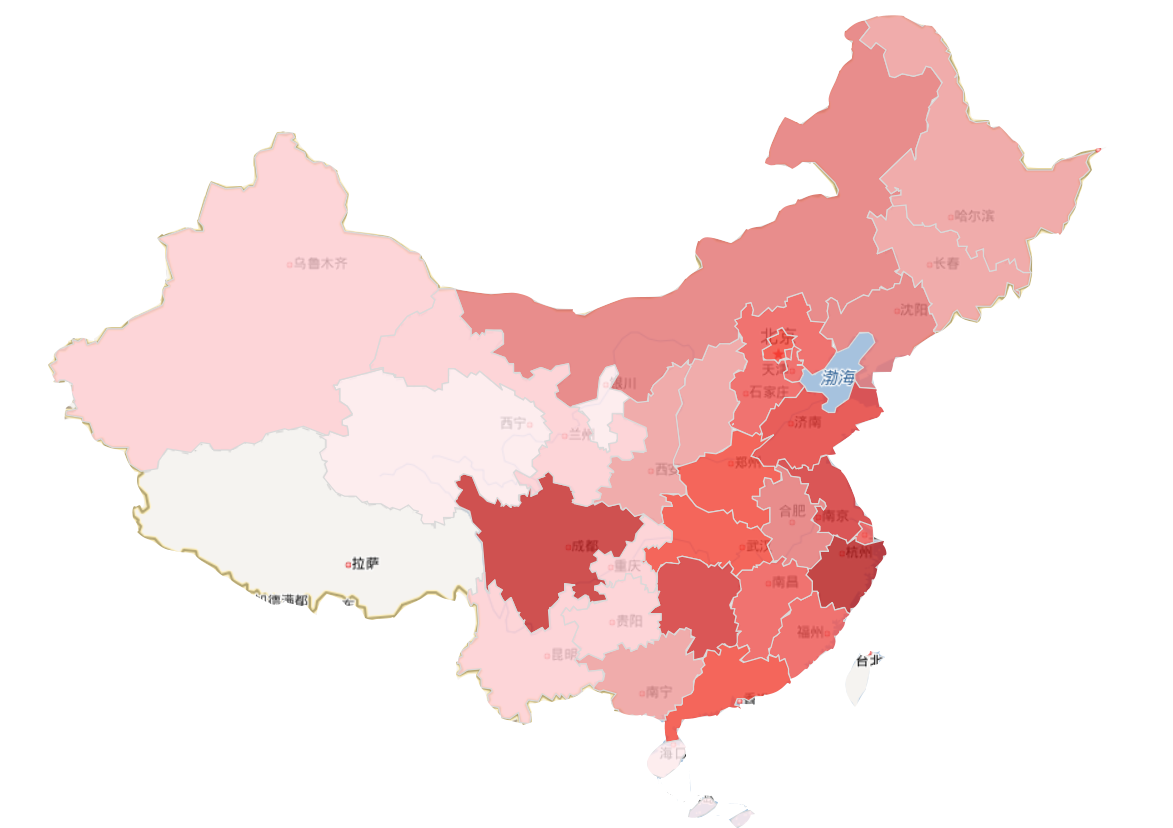 哈尔滨
乌鲁木齐
长春
沈阳
北京
天津
渤海
银川
石家庄
西宁
济南
兰州
郑州
西安
合肥
南京
成都
武汉
杭州
拉萨
重庆
南昌
贵阳
福州
昆明
台北
南宁
海口